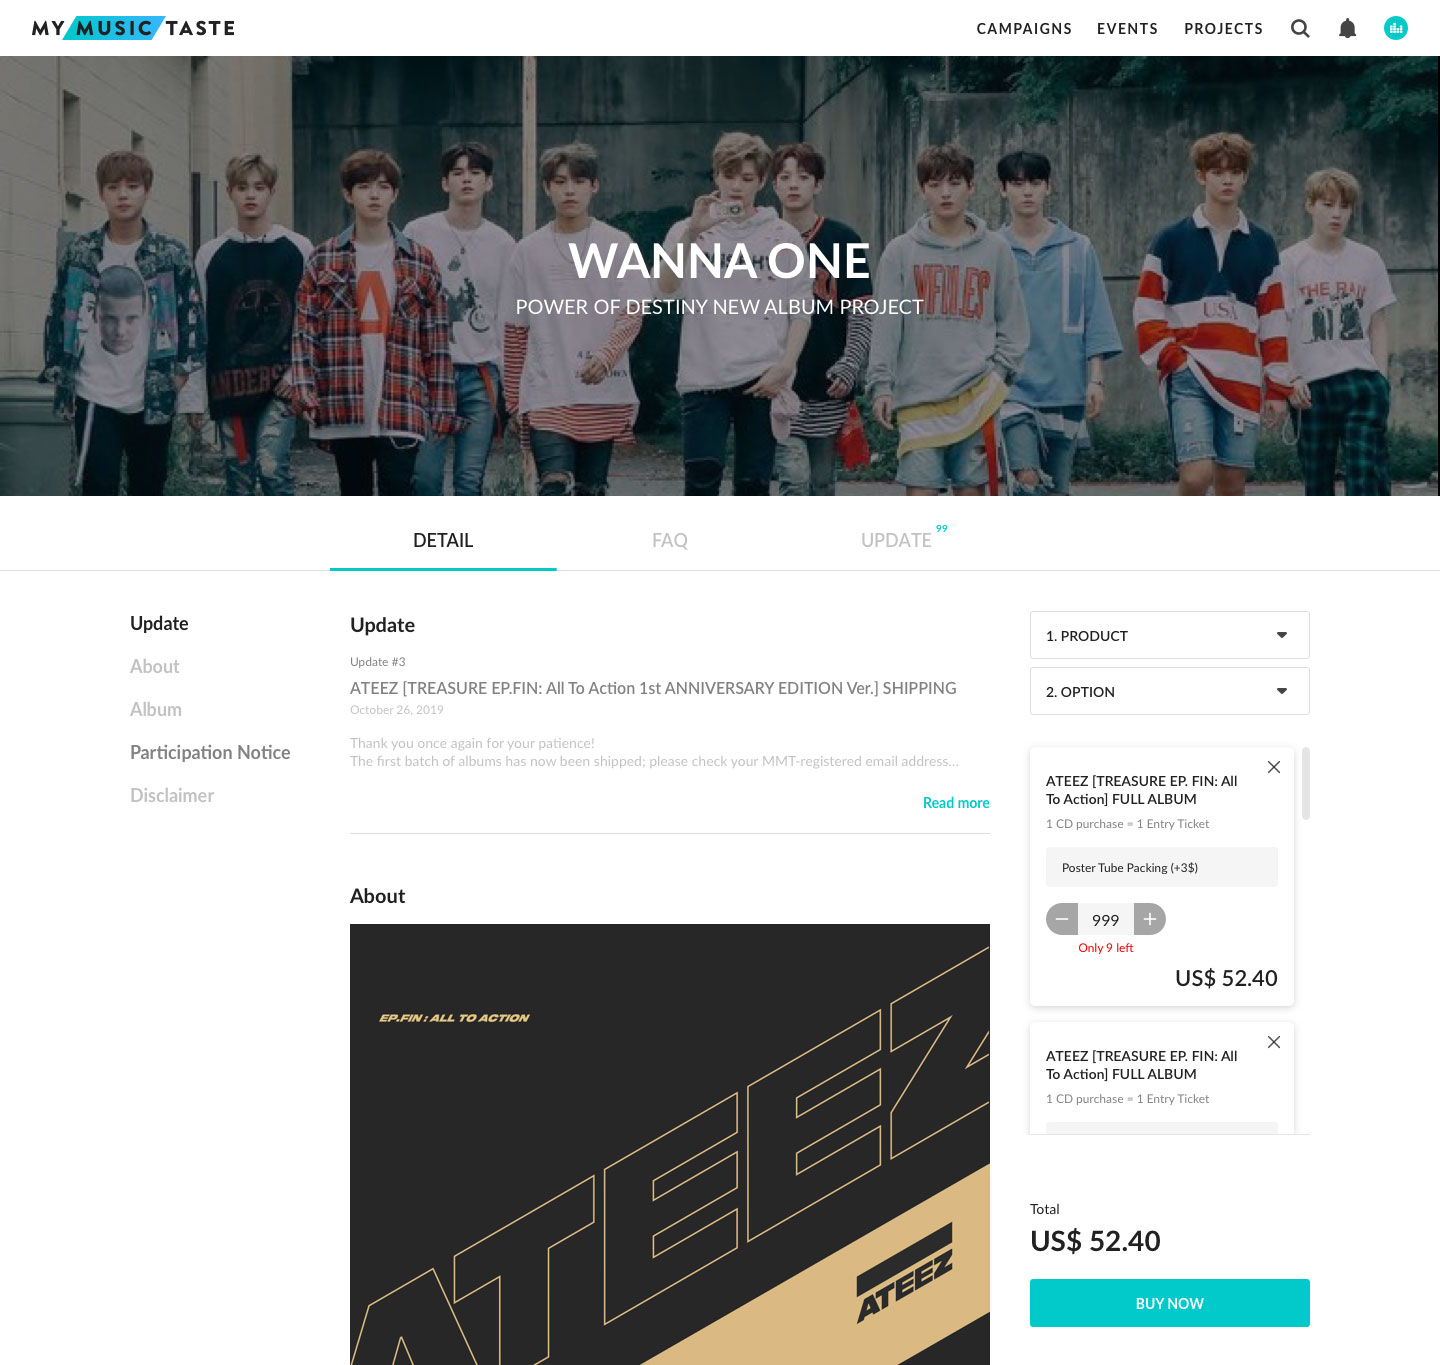 MY MUSIC TASTE
CAMPAIGNS
EVENTS
PROJECTS
WANNA ONE
POWER OF DESTINY NEW ALBUM PROJECT
ANDERS
A
USA
THE RAIN
DETAIL
FAQ
UPDATE
99
Update
About
Album
Participation Notice
Disclaimer
Update
Update #3
ATEEZ [TREASURE EP.FIN: All To Action 1st ANNIVERSARY EDITION Ver.] SHIPPING
October 26, 2019
Thank you once again for your patience!
The first batch of albums has now been shipped; please check your MMT-registered email address...
Read more
About
EP.FIN : ALL TO ACTION
ATEEZ
ATEEZ
1. PRODUCT
2. OPTION
ATEEZ [TREASURE EP. FIN: All
To Action] FULL ALBUM
1 CD purchase = 1 Entry Ticket
Poster Tube Packing (+3$)
999
Only 9 left
US$ 52.40
ATEEZ [TREASURE EP. FIN: All
To Action] FULL ALBUM
1 CD purchase = 1 Entry Ticket
Total
US$ 52.40
BUY NOW